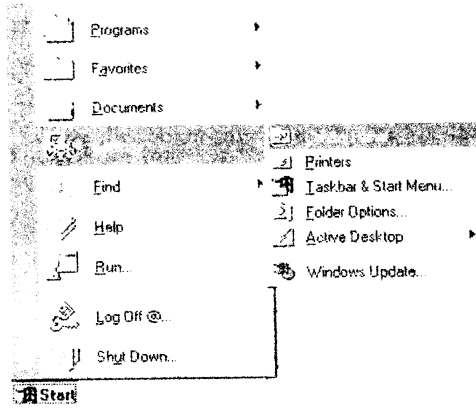 Programs
Favorites
Documents
Find
Help
Run...
Log Off @...
Shut Down...
Start
Printers
Taskbar & Start Menu...
Folder Options...
Active Desktop
Windows Update...